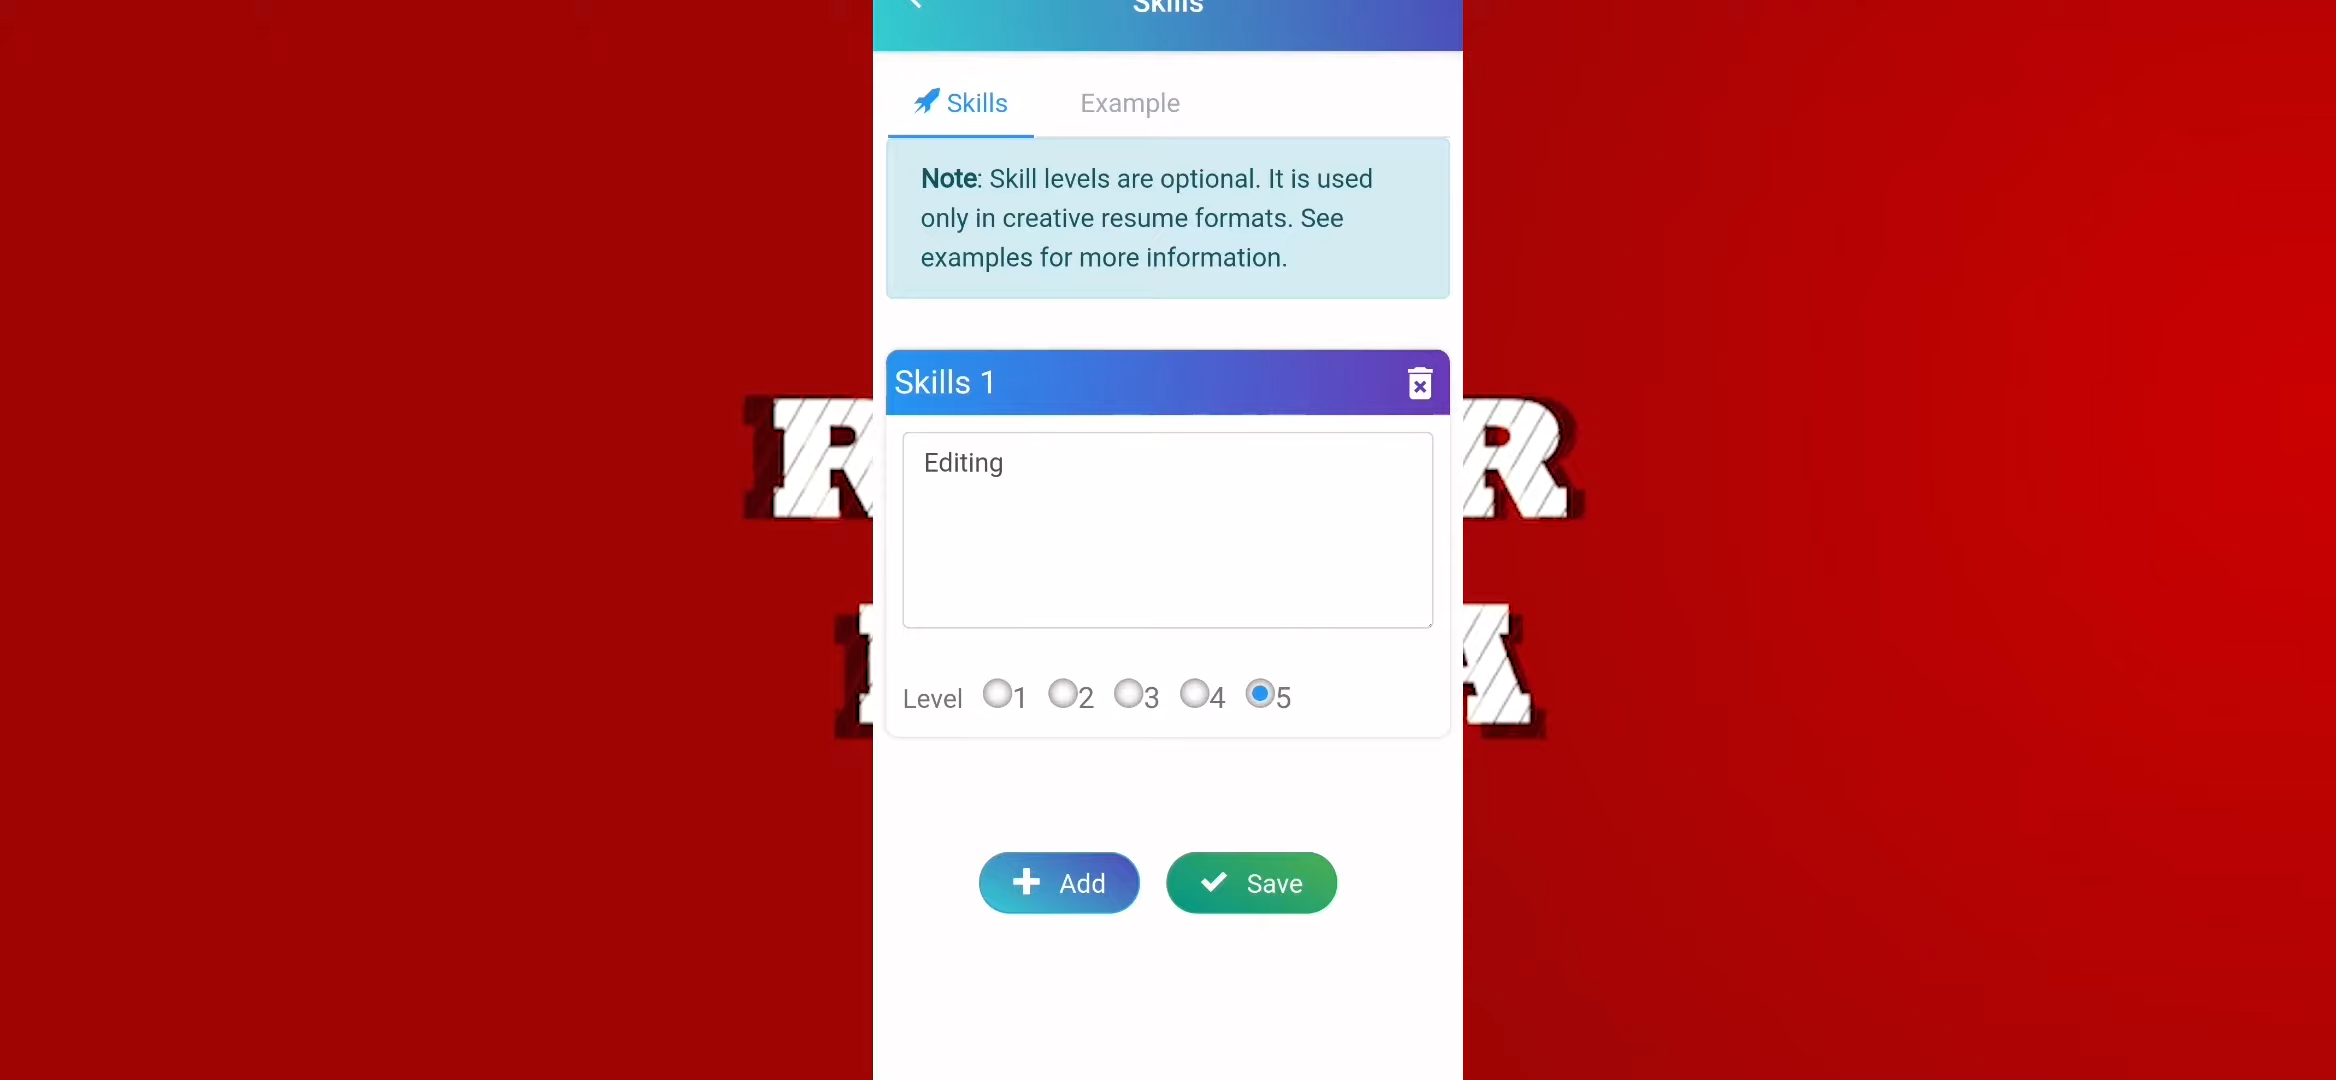 Skills
Skills Example
Note: Skill levels are optional. It is used
only in creative resume formats. See
examples for more information.
Skills 1
Editing
Level 1 2 3 4 5
Add Save